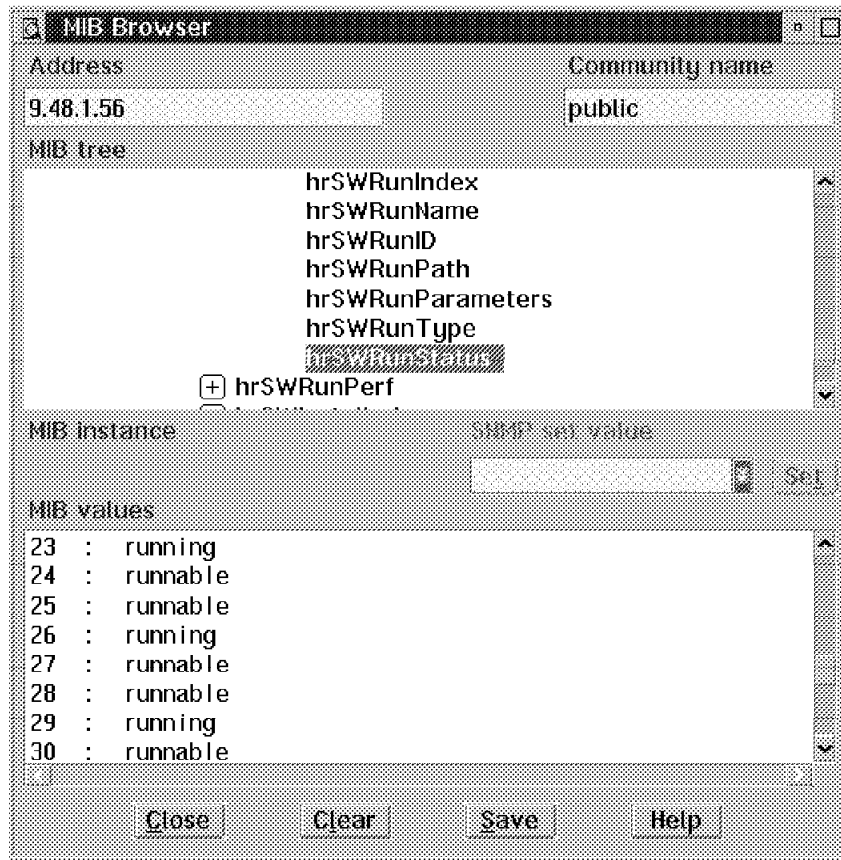 MIB Browser
Address Community name
9.48.1.56 public
MIB tree
hrSWRunIndex
hrSWRunName
hrSWRunID
hrSWRunPath
hrSWRunParameters
hrSWRunType
hrSWRunStatus
+ hrSWRunPerf
MIB instance SNMP set value
Set
MIB values
23 : running
24 : runnable
25 : runnable
26 : running
27 : runnable
28 : runnable
29 : running
30 : runnable
Close Clear Save Help